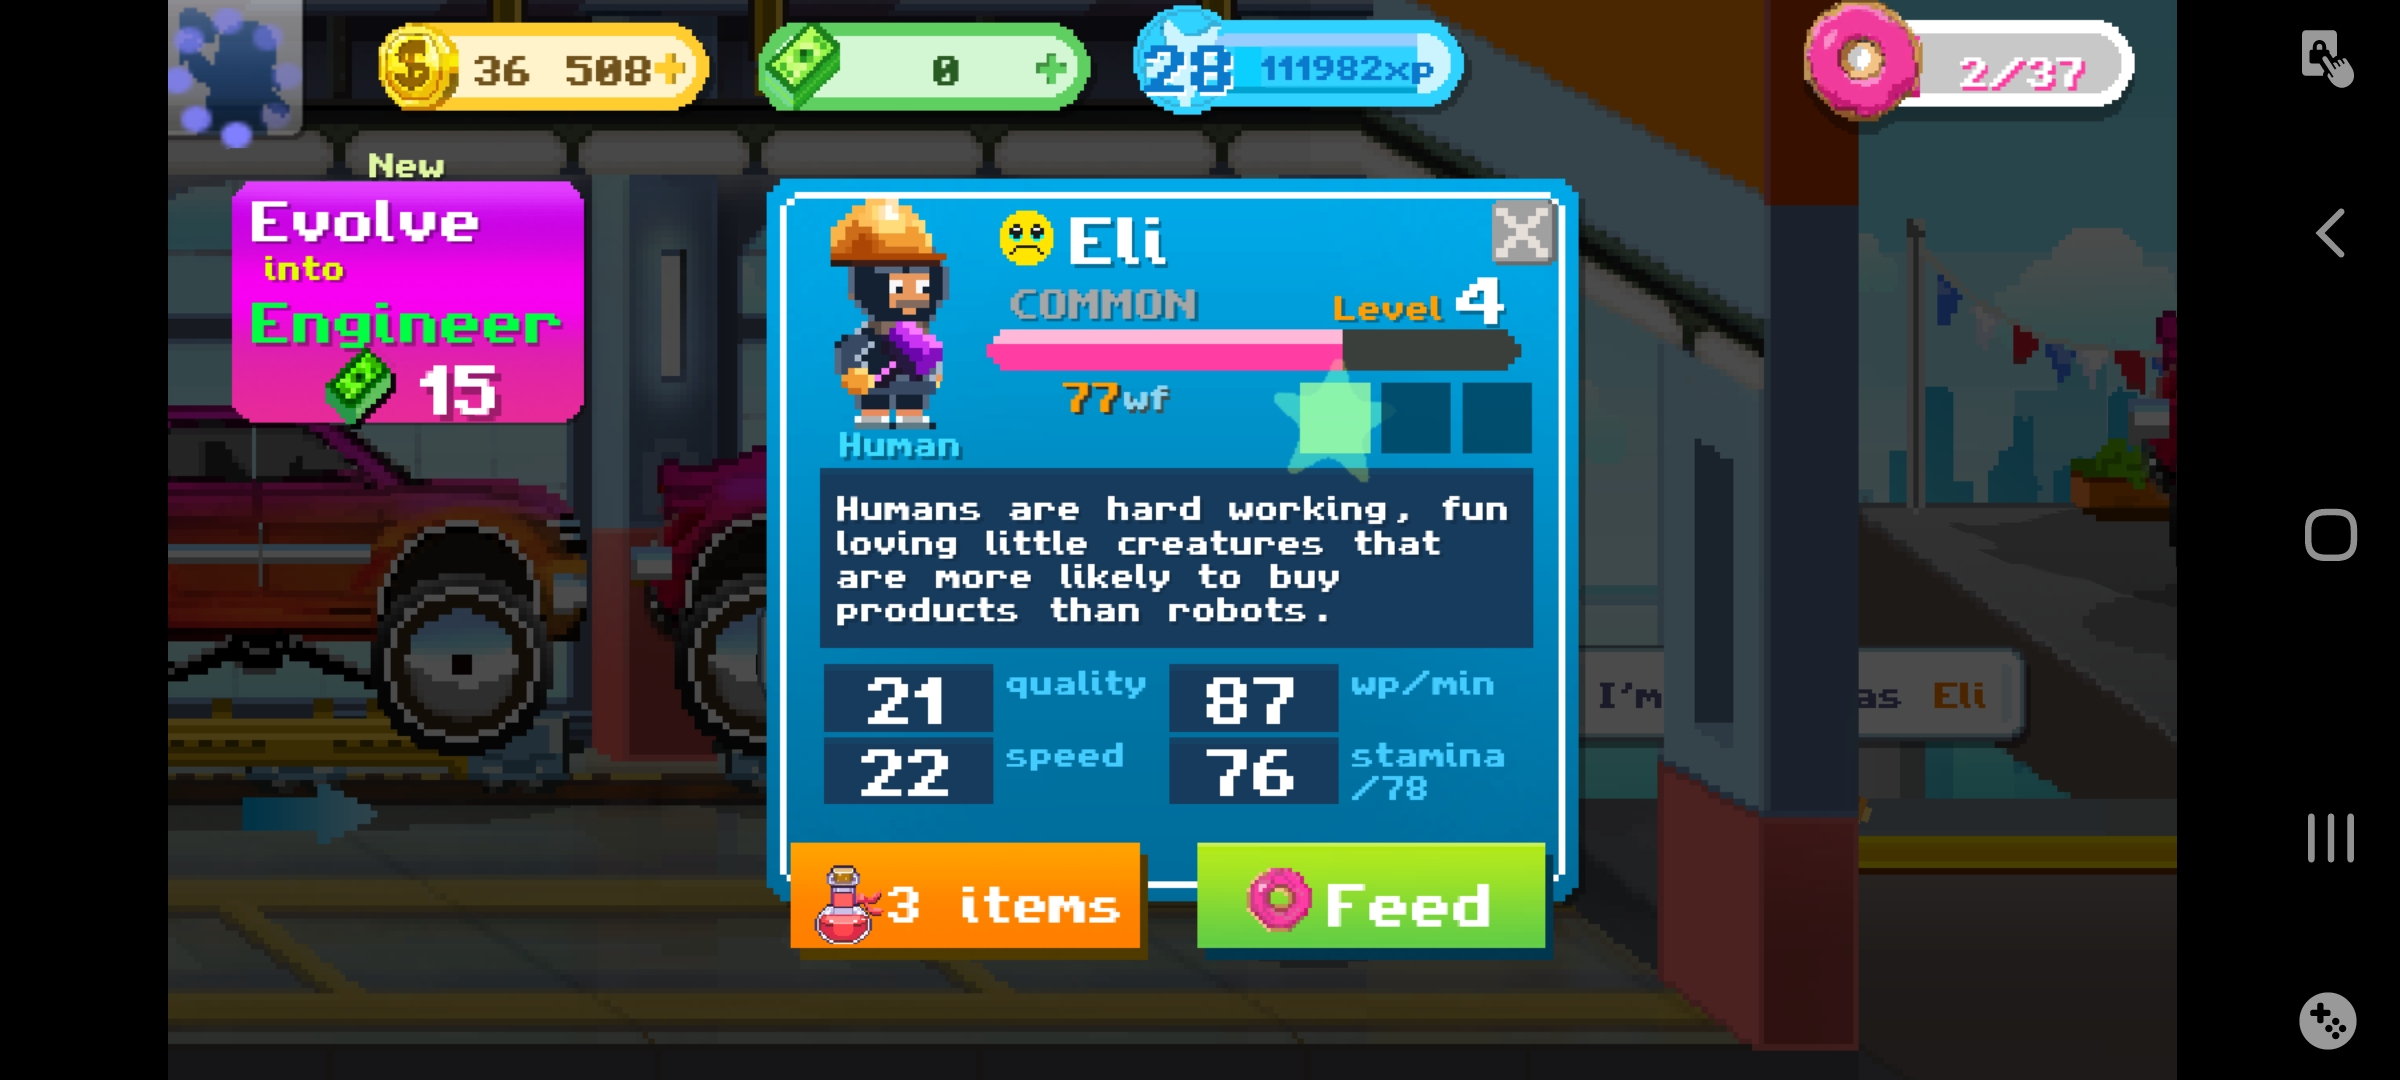 36 508
0
28 111982xp
2/37
New
Evolve
into
Engineer
15
Eli
COMMON
Level 4
77wf
Human
Humans are hard working, fun
loving little creatures that
are more likely to buy
products than robots.
21 quality 87 wp/min
22 speed 76 stamina
/78
I'm as Eli
3 items
Feed